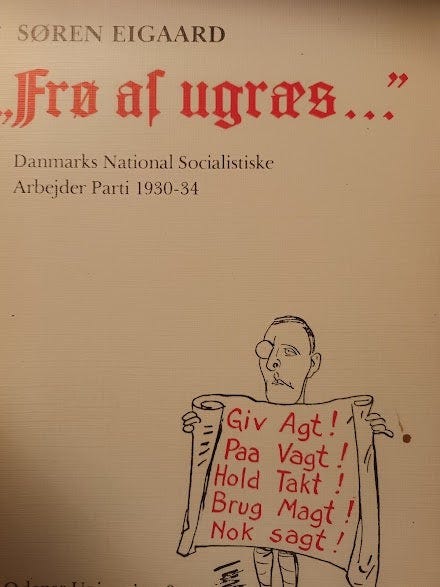 SØREN EIGAARD
„Frø af ugræs...”
Danmarks National Socialistiske
Arbejder Parti 1930-34
Giv Agt!
Paa Vagt!
Hold Takt!
Brug Magt!
Nok sagt!